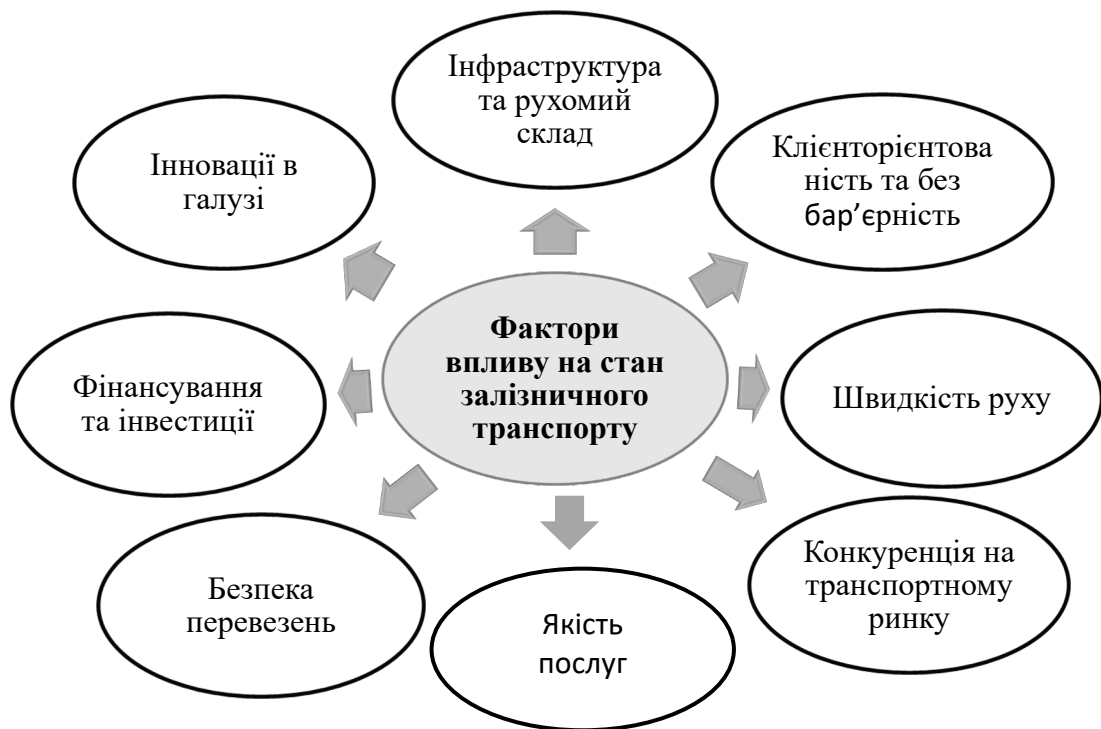 Інфраструктура
та рухомий
склад
Клієнторієнтова
ність та без
бар’єрність
Швидкість руху
Конкуренція на
транспортному
ринку
Якість
послуг
Безпека
перевезень
Фінансування
та інвестиції
Інновації в
галузі
Фактори
впливу на стан
залізничного
транспорту